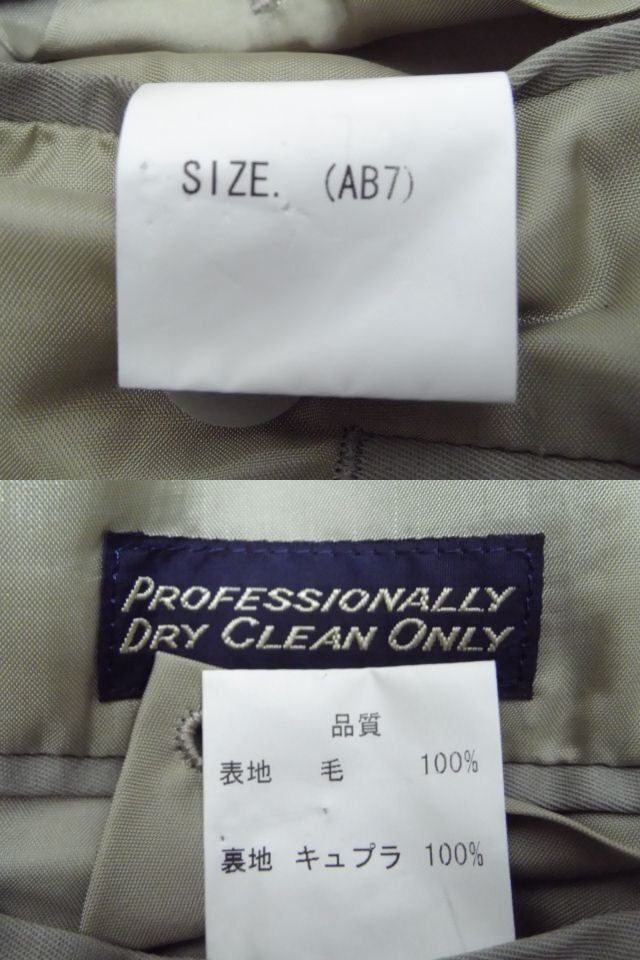 SIZE. (AB7)
PROFESSIONALLY
DRY CLEAN ONLY
品質
表地 毛 100%
裏地 キュプラ 100%